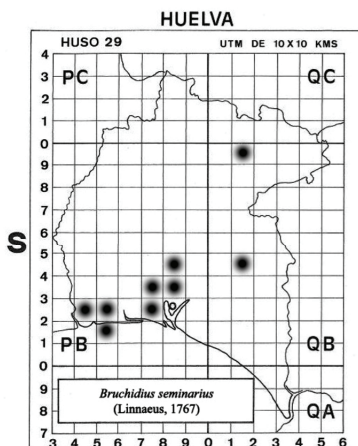 HUELVA
HUSO 29 UTM DE 10 X 10 KMS
4 PC QC
3
2
1
0
9
8
7
6
S
5
4
3
2
1 PB QB
0
9
8 Bruchidius seminarius
(Linnaeus, 1767) QA
7
3 4 5 6 7 8 9 0 1 2 3 4 5 6